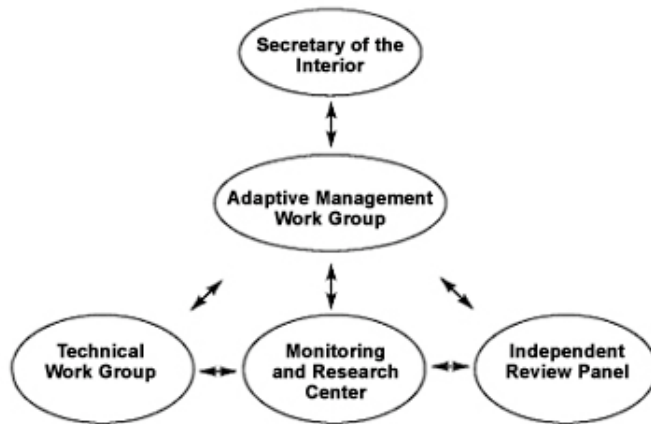 Secretary of the
Interior
Adaptive Management
Work Group
Technical
Work Group
Monitoring
and Research
Center
Independent
Review Panel